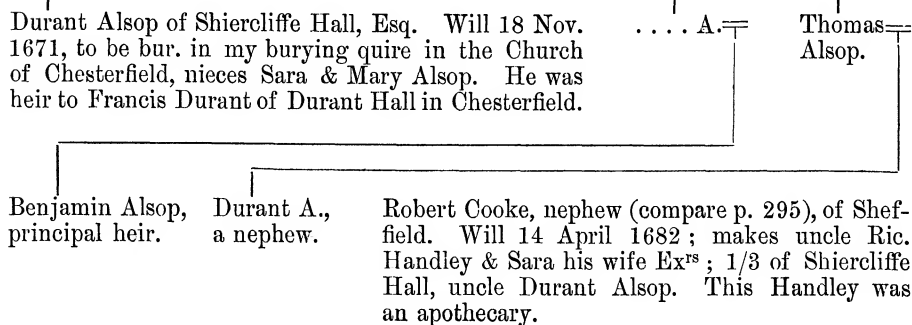 Durant Alsop of Shiercliffe Hall, Esq. Will 18 Nov.
1671, to be bur. in my burying quire in the Church
of Chesterfield, nieces Sara & Mary Alsop. He was
heir to Francis Durant of Durant Hall in Chesterfield.
. . . . A.
Thomas
Alsop.
Benjamin Alsop,
principal heir.
Durant A.,
a nephew.
Robert Cooke, nephew (compare p. 295), of Shef-
field. Will 14 April 1682 ; makes uncle Ric.
Handley & Sara his wife Exrs ; 1/3 of Shiercliffe
Hall, uncle Durant Alsop. This Handley was
an apothecary.